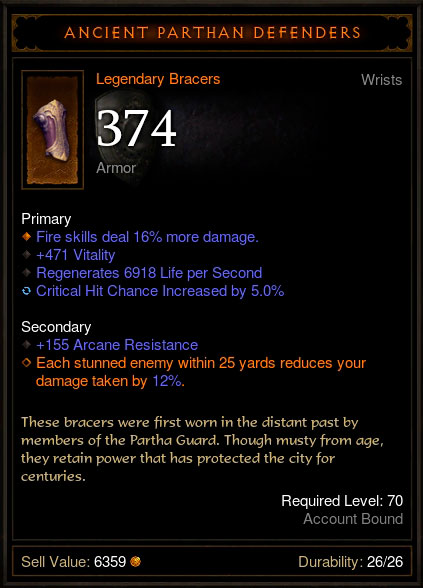 ANCIENT PARTHAN DEFENDERS
Legendary Bracers
Wrists
374
Armor
Primary
Fire skills deal 16% more damage.
+471 Vitality
Regenerates 6918 Life per Second
Critical Hit Chance Increased by 5.0%
Secondary
+155 Arcane Resistance
Each stunned enemy within 25 yards reduces your
damage taken by 12%.
These bracers were first worn in the distant past by
members of the Partha Guard. Though musty from age,
they retain power that has protected the city for
centuries.
Required Level: 70
Account Bound
Sell Value: 6359
Durability: 26/26